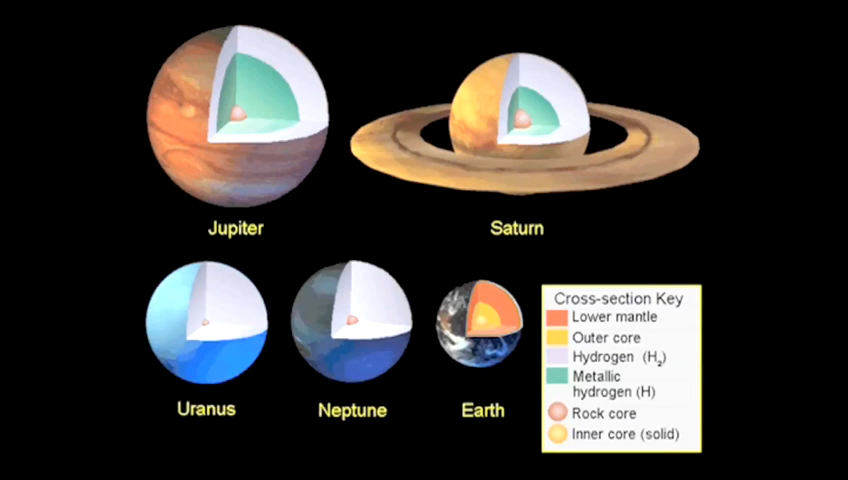 Jupiter
Saturn
Uranus
Neptune
Earth
Cross-section Key
Lower mantle
Outer core
Hydrogen (H₂)
Metallic
hydrogen (H)
Rock core
Inner core (solid)